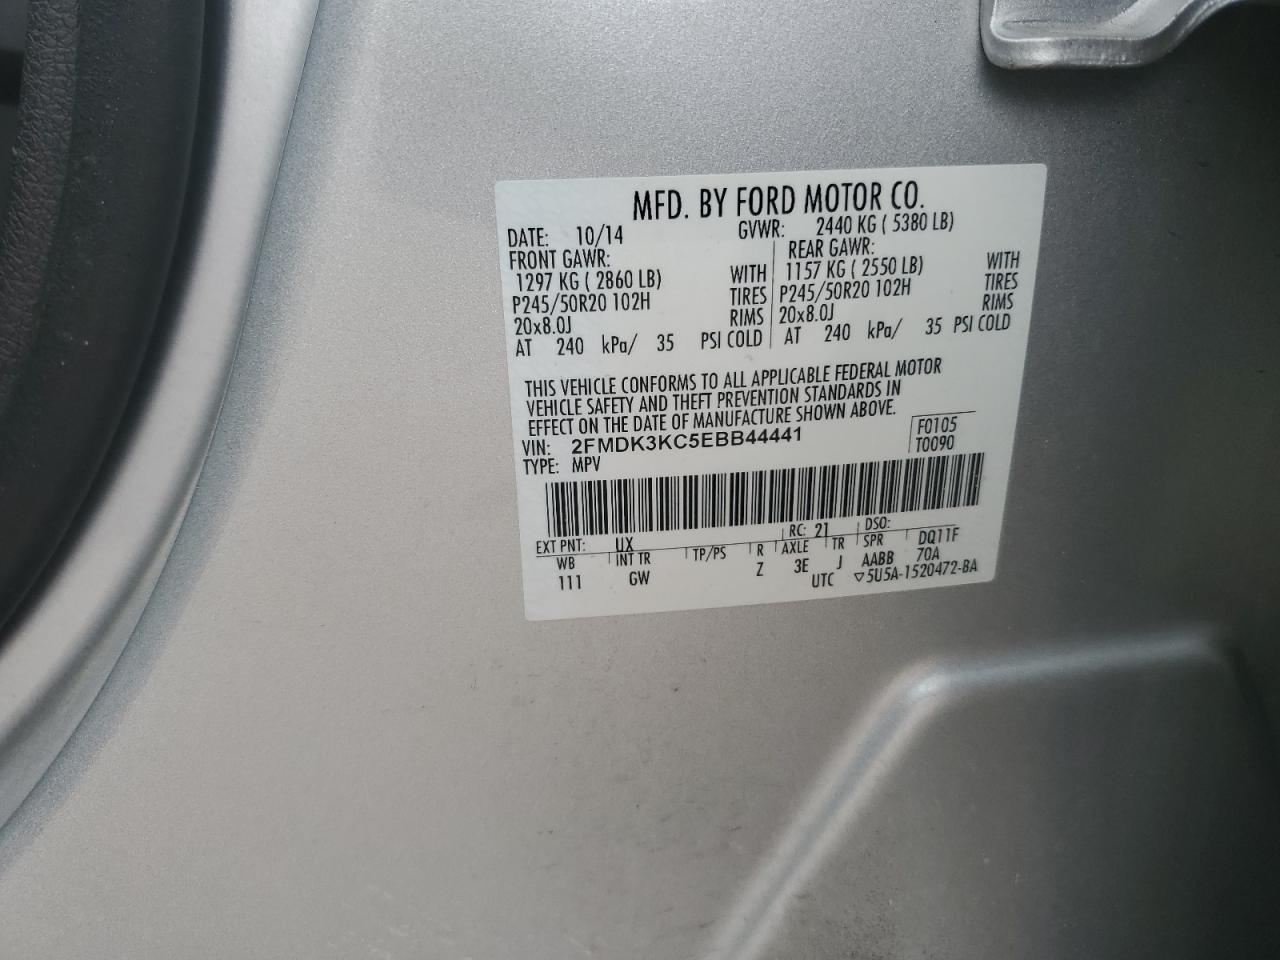 MFD. BY FORD MOTOR CO.
DATE: 10/14 GVWR: 2440 KG ( 5380 LB)
FRONT GAWR: REAR GAWR:
1297 KG ( 2860 LB) WITH 1157 KG ( 2550 LB) WITH
P245/50R20 102H TIRES P245/50R20 102H TIRES
20x8.0J RIMS 20x8.0J RIMS
AT 240 kPa/ 35 PSI COLD AT 240 kPa/ 35 PSI COLD
THIS VEHICLE CONFORMS TO ALL APPLICABLE FEDERAL MOTOR
VEHICLE SAFETY AND THEFT PREVENTION STANDARDS IN
EFFECT ON THE DATE OF MANUFACTURE SHOWN ABOVE.
VIN: 2FMDK3KC5EBB44441 F0105
TYPE: MPV T0090
EXT PNT: UX RC: 21 DSO:
WB INT TR TP/PS R AXLE TR SPR DQ11F
111 GW Z 3E J AABB 70A
UTC ▽5U5A-1520472-BA